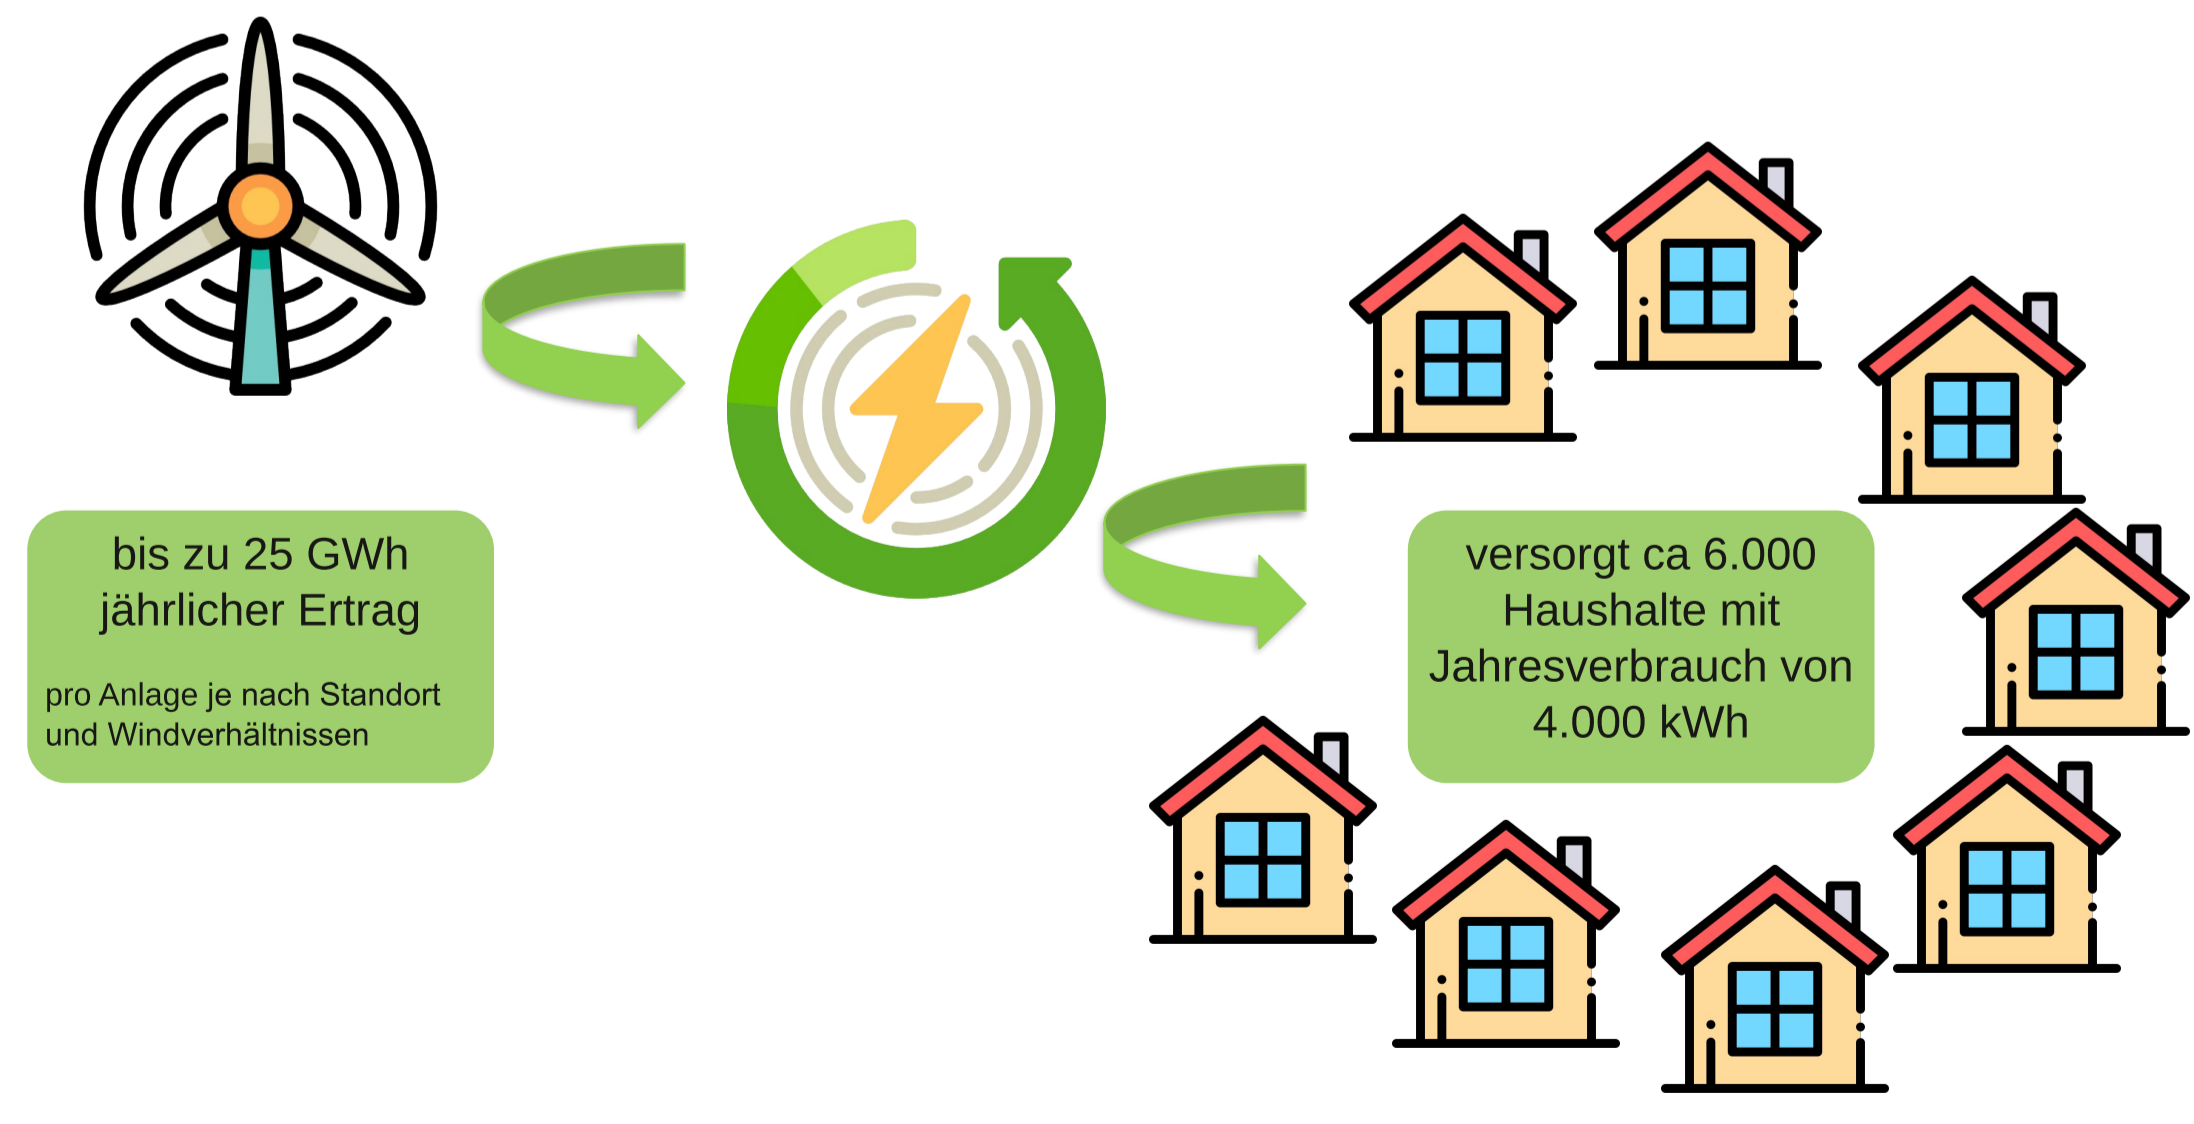 bis zu 25 GWh
jährlicher Ertrag
pro Anlage je nach Standort
und Windverhältnissen
versorgt ca 6.000
Haushalte mit
Jahresverbrauch von
4.000 kWh